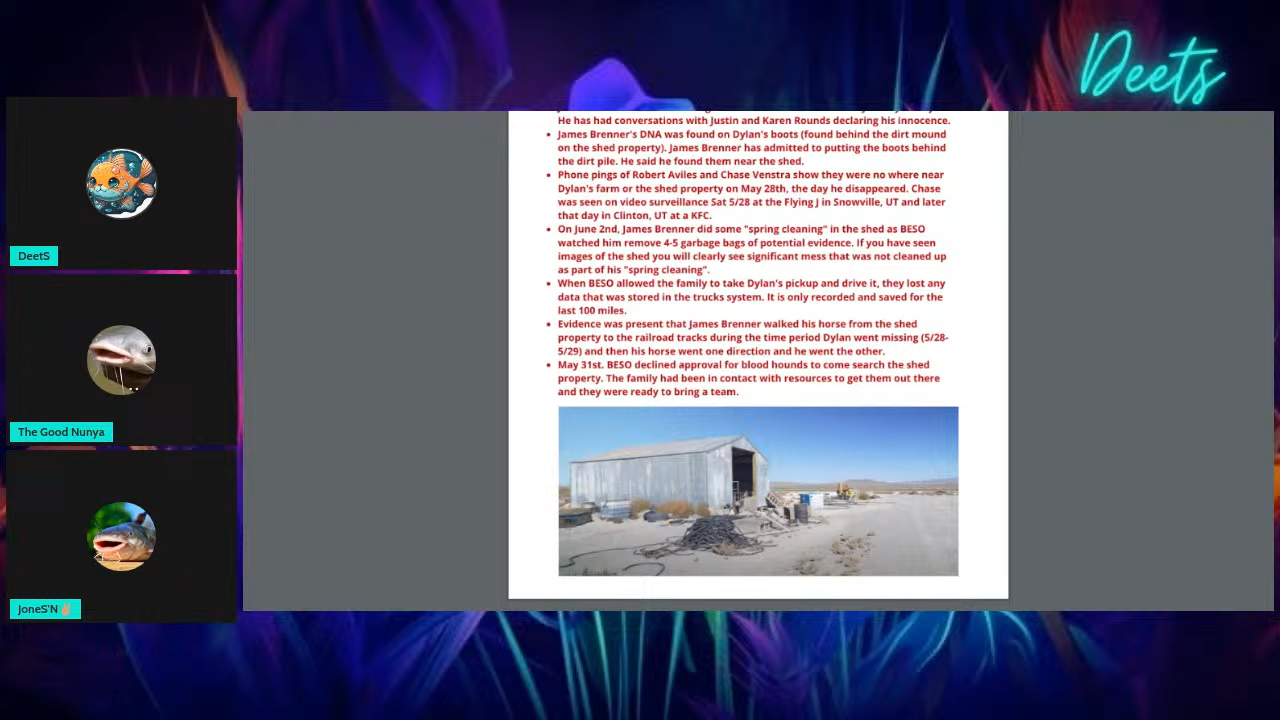 Deets
He has had conversations with Justin and Karen Rounds declaring his innocence.
• James Brenner's DNA was found on Dylan's boots (found behind the dirt mound
on the shed property). James Brenner has admitted to putting the boots behind
the dirt pile. He said he found them near the shed.
• Phone pings of Robert Aviles and Chase Venstra show they were no where near
Dylan's farm or the shed property on May 28th, the day he disappeared. Chase
was seen on video surveillance Sat 5/28 at the Flying J in Snowville, UT and later
that day in Clinton, UT at a KFC.
• On June 2nd, James Brenner did some "spring cleaning" in the shed as BESO
watched him remove 4-5 garbage bags of potential evidence. If you have seen
images of the shed you will clearly see significant mess that was not cleaned up
as part of his "spring cleaning".
• When BESO allowed the family to take Dylan's pickup and drive it, they lost any
data that was stored in the trucks system. It is only recorded and saved for the
last 100 miles.
• Evidence was present that James Brenner walked his horse from the shed
property to the railroad tracks during the time period Dylan went missing (5/28-
5/29) and then his horse went one direction and he went the other.
• May 31st. BESO declined approval for blood hounds to come search the shed
property. The family had been in contact with resources to get them out there
and they were ready to bring a team.
DeetS
The Good Nunya
JoneS'N ✌🏼